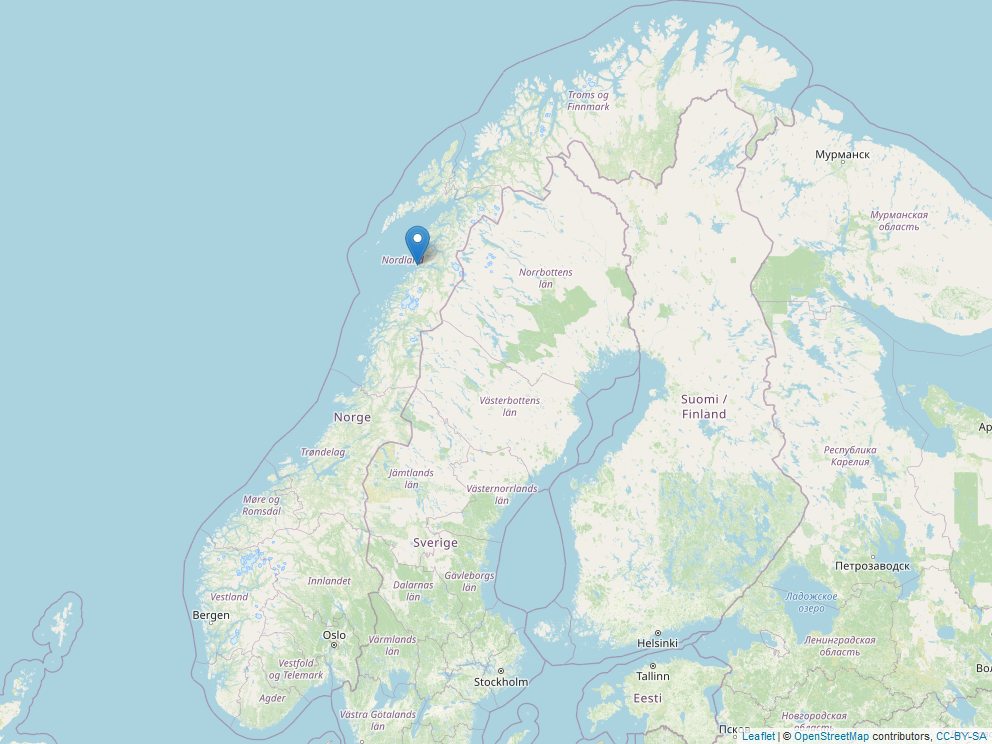 Troms og
Finnmark
Мурманск
Мурманская
область
Nordland
Norrbottens
län
Västerbottens
län
Suomi /
Finland
Norge
Ар
Trøndelag
Республика
Карелия
Jämtlands
län
Västernorrlands
län
Møre og
Romsdal
Sverige
Петрозаводск
Innlandet
Gävleborgs
län
Dalarnas
län
Vestland
Ладожское
озеро
Bergen
Oslo
Värmlands
län
Helsinki
Ленинградская
область
Vestfold
og Telemark
Tallinn
Во
Stockholm
Agder
Eesti
Västra Götalands
län
Новгородская
область
Пско
Leaflet | © OpenStreetMap contributors, CC-BY-SA